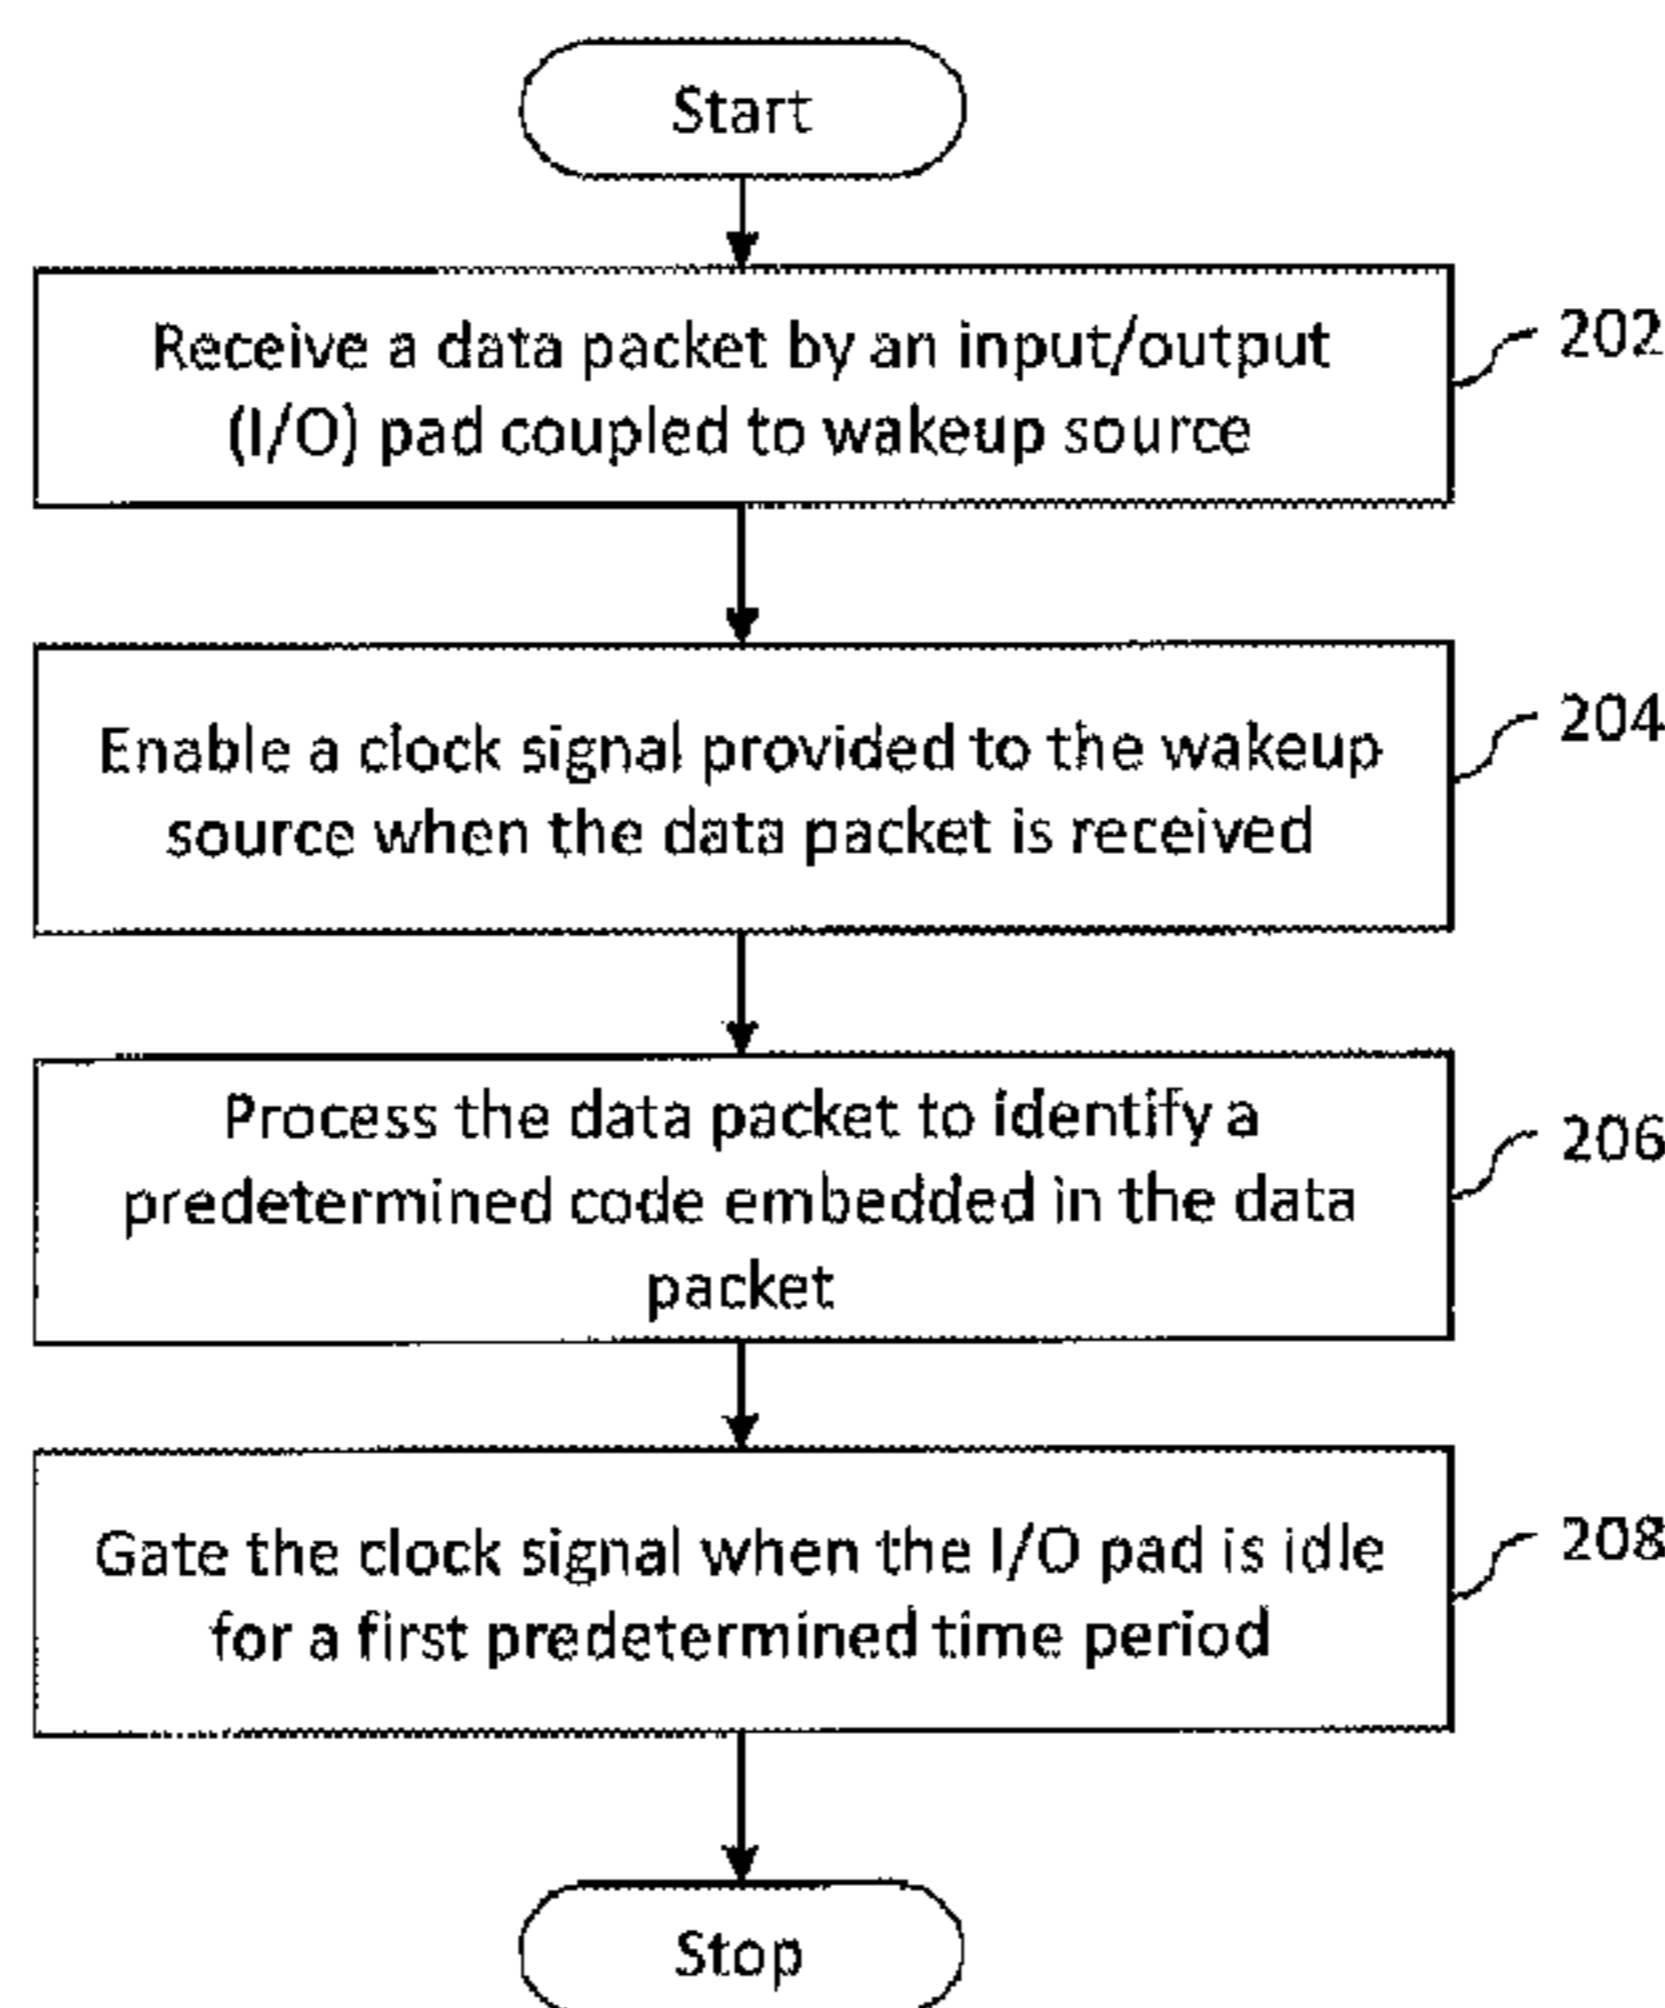 Start
Receive a data packet by an input/output
(I/O) pad coupled to wakeup source
202
Enable a clock signal provided to the wakeup
source when the data packet is received
204
Process the data packet to identify a
predetermined code embedded in the data
packet
206
Gate the clock signal when the I/O pad is idle
for a first predetermined time period
208
Stop